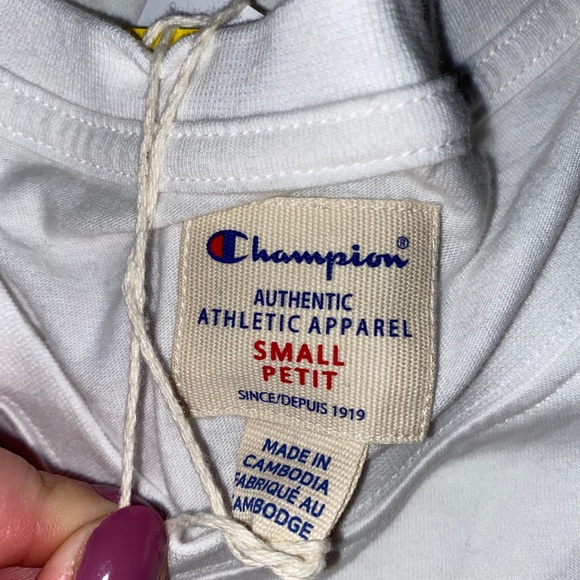 Champion®
AUTHENTIC
ATHLETIC APPAREL
SMALL
PETIT
SINCE/DEPUIS 1919
MADE IN
CAMBODIA
FABRIQUÉ AU
CAMBODGE